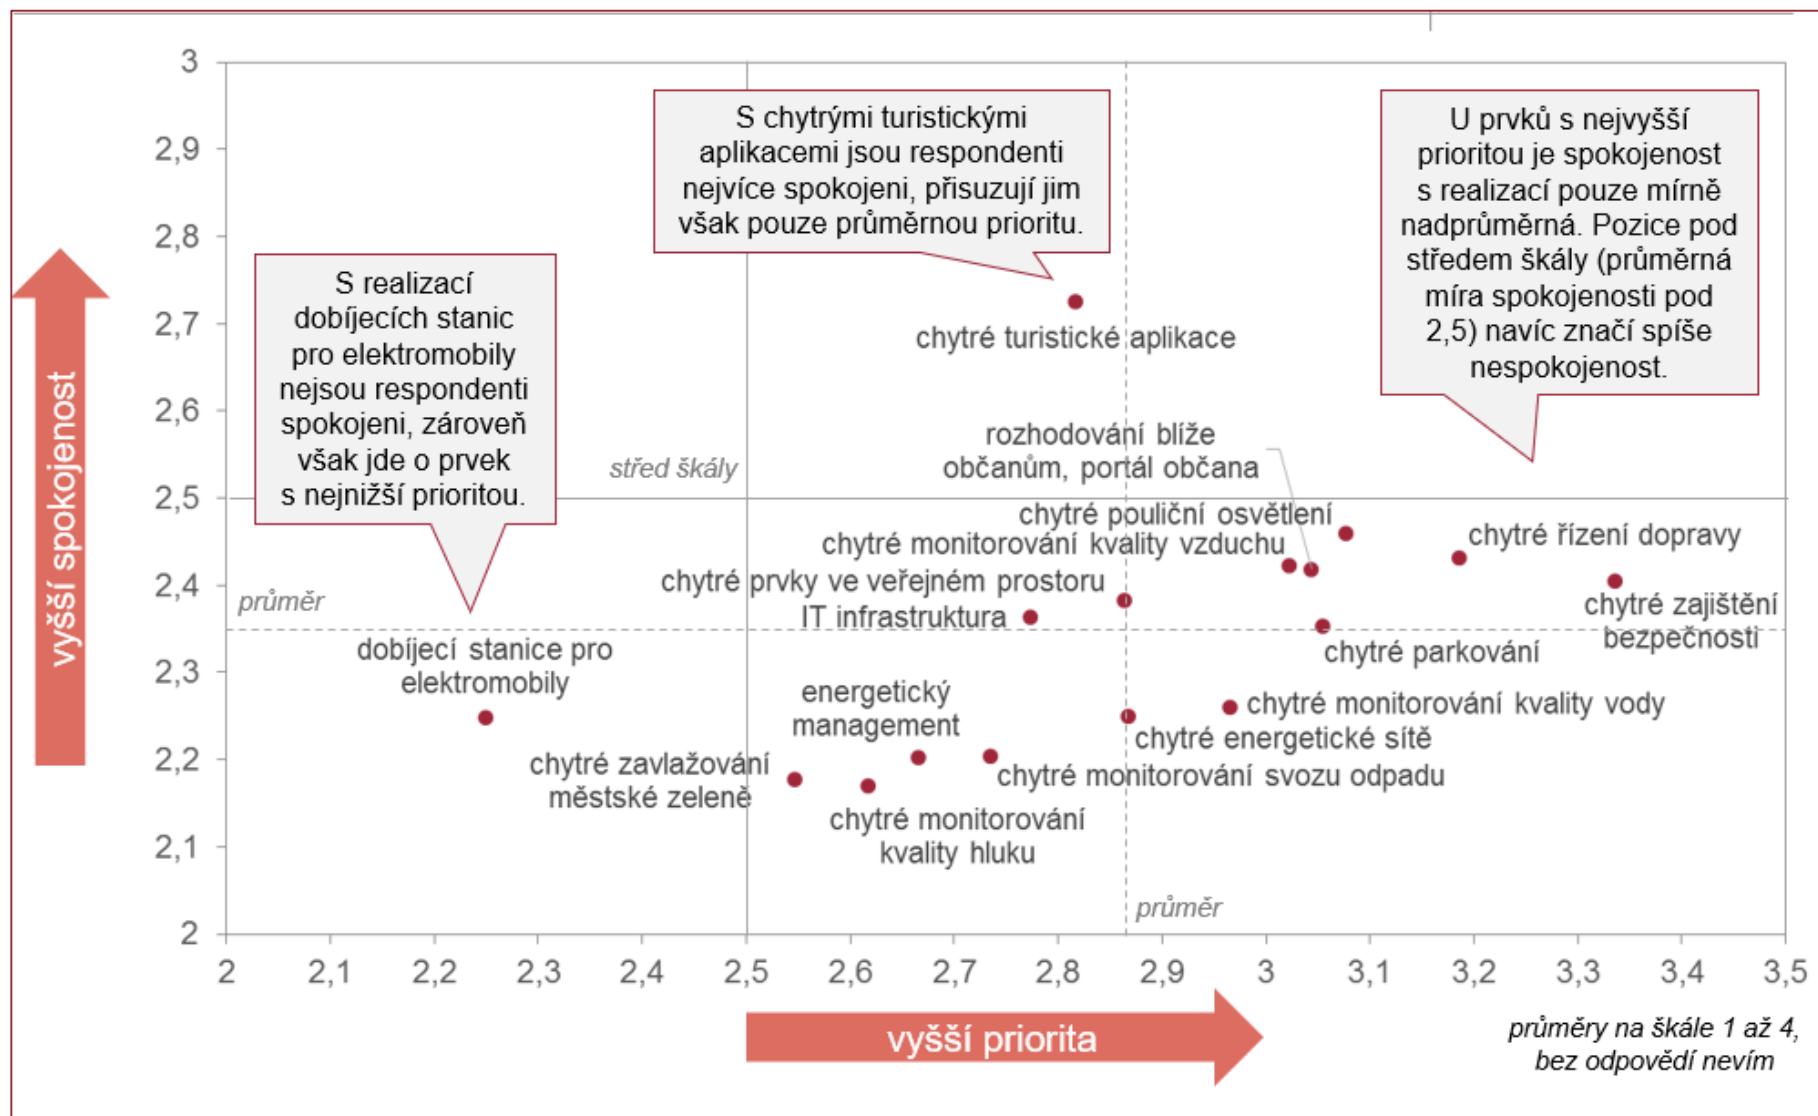 3
2,9
2,8
2,7
2,6
2,5
2,4
2,3
2,2
2,1
2
vyšší spokojenost
S realizací
dobíjecích stanic
pro elektromobily
nejsou respondenti
spokojeni, zároveň
však jde o prvek
s nejnižší prioritou.
S chytrými turistickými
aplikacemi jsou respondenti
nejvíce spokojeni, přisuzují jim
však pouze průměrnou prioritu.
U prvků s nejvyšší
prioritou je spokojenost
s realizací pouze mírně
nadprůměrná. Pozice pod
středem škály (průměrná
míra spokojenosti pod
2,5) navíc značí spíše
nespokojenost.
chytré turistické aplikace
rozhodování blíže
občanům, portál občana
střed škály
chytré pouliční osvětlení
chytré řízení dopravy
chytré monitorování kvality vzduchu
chytré prvky ve veřejném prostoru
průměr
chytré zajištění
bezpečnosti
IT infrastruktura
dobíjecí stanice pro
elektromobily
chytré parkování
energetický
management
chytré monitorování kvality vody
chytré energetické sítě
chytré zavlažování
městské zeleně
chytré monitorování svozu odpadu
chytré monitorování
kvality hluku
průměr
2 2,1 2,2 2,3 2,4 2,5 2,6 2,7 2,8 2,9 3 3,1 3,2 3,3 3,4 3,5
vyšší priorita
průměry na škále 1 až 4,
bez odpovědí nevím